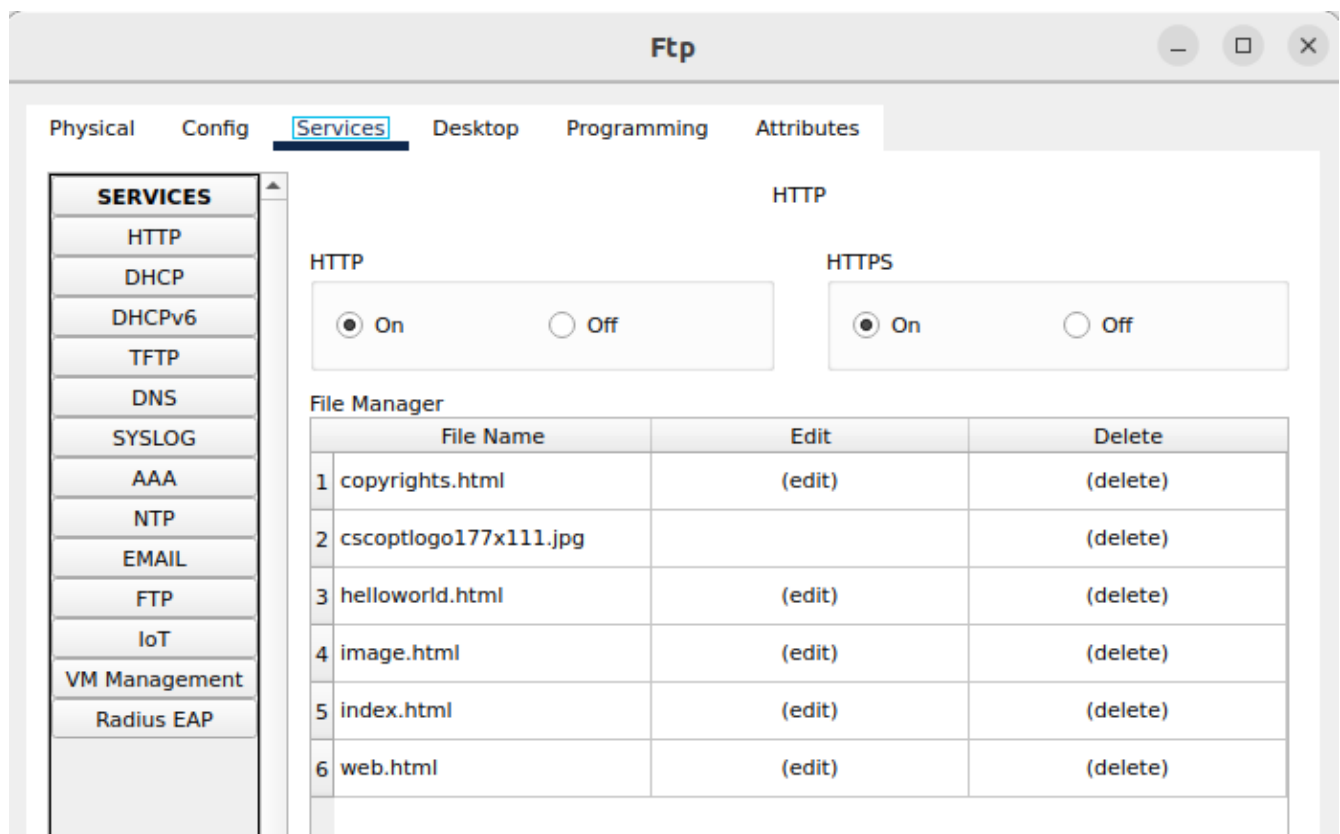 Ftp
Physical Config Services Desktop Programming Attributes
SERVICES
HTTP
DHCP
DHCPv6
TFTP
DNS
SYSLOG
AAA
NTP
EMAIL
FTP
IoT
VM Management
Radius EAP
HTTP
HTTP HTTPS
On Off On Off
File Manager
File Name Edit Delete
1 copyrights.html (edit) (delete)
2 cscoptlogo177x111.jpg (delete)
3 helloworld.html (edit) (delete)
4 image.html (edit) (delete)
5 index.html (edit) (delete)
6 web.html (edit) (delete)